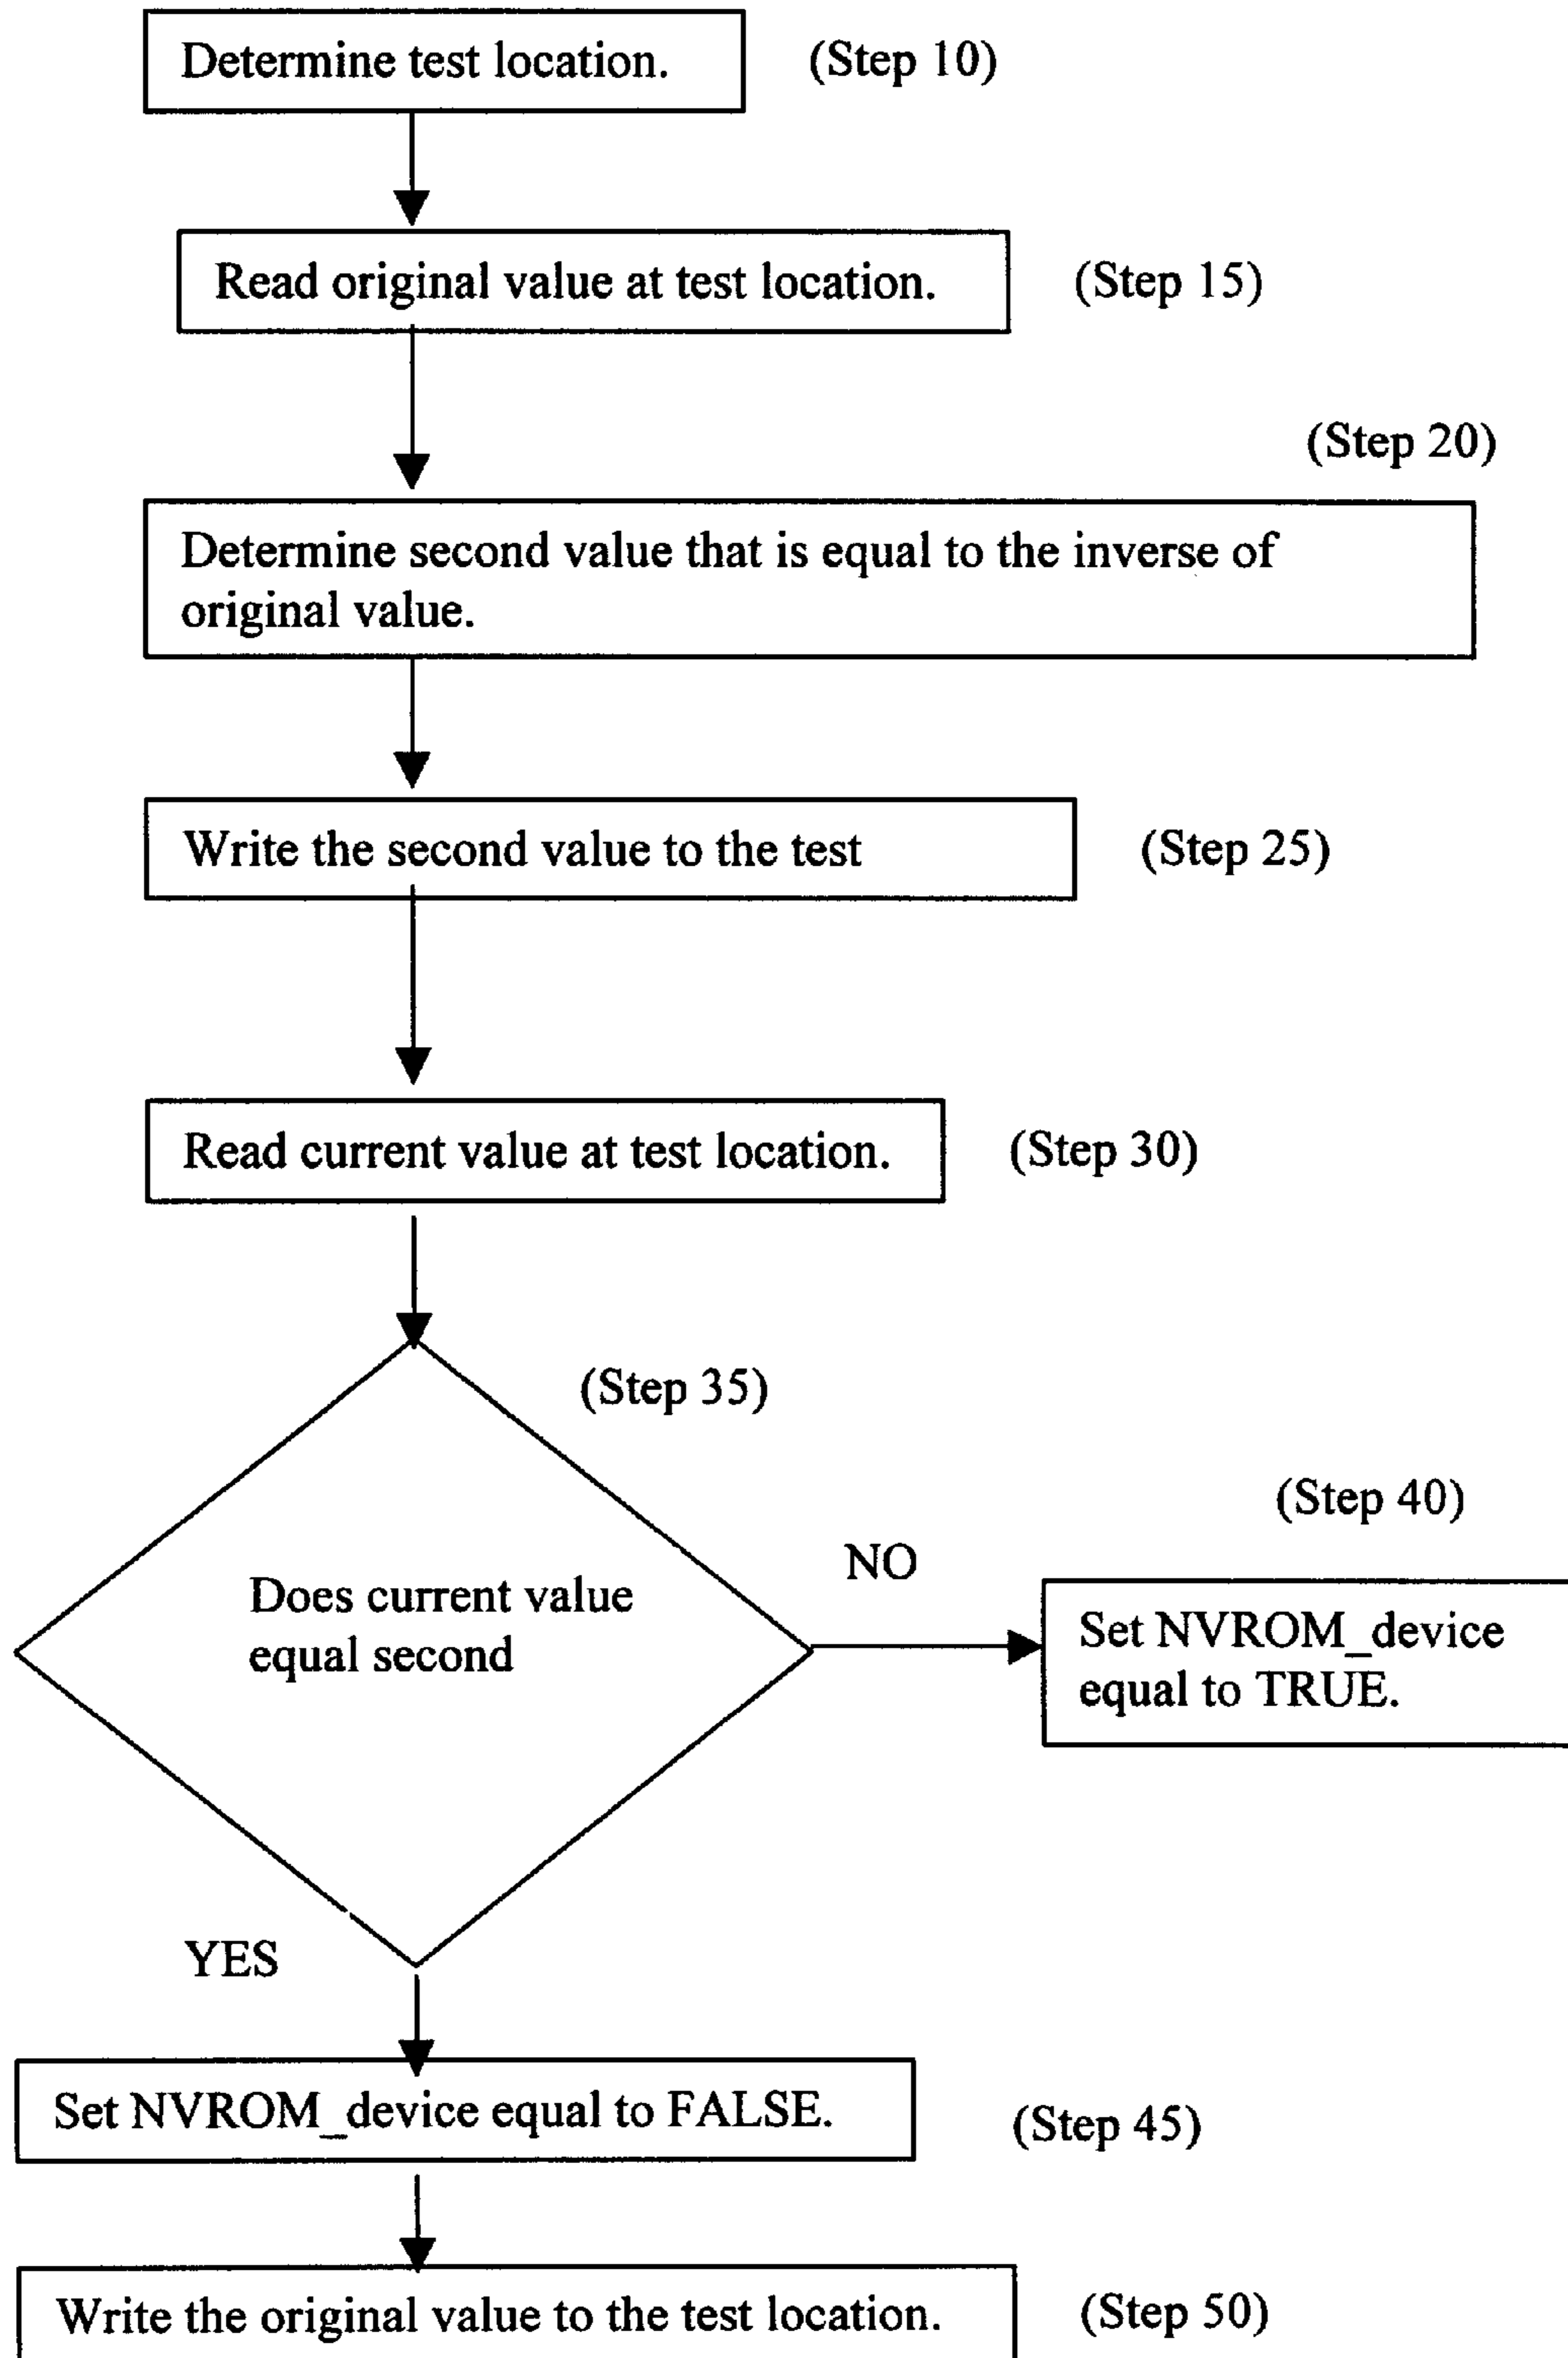 Determine test location. (Step 10)
Read original value at test location. (Step 15)
(Step 20)
Determine second value that is equal to the inverse of
original value.
Write the second value to the test (Step 25)
Read current value at test location. (Step 30)
(Step 35)
Does current value
equal second
NO
(Step 40)
Set NVROM_device
equal to TRUE.
YES
Set NVROM_device equal to FALSE. (Step 45)
Write the original value to the test location. (Step 50)